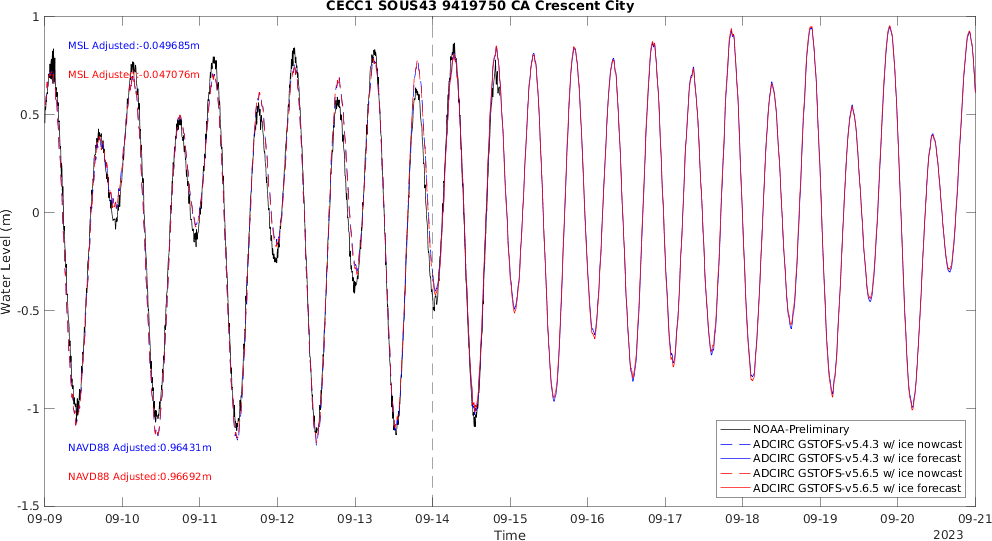 CECC1 SOUS43 9419750 CA Crescent City
MSL Adjusted:-0.049685m
MSL Adjusted:-0.047076m
NAVD88 Adjusted:0.96431m
NAVD88 Adjusted:0.96692m
Water Level (m)
1
0.5
0
-0.5
-1
-1.5
NOAA-Preliminary
ADCIRC GSTOFS-v5.4.3 w/ ice nowcast
ADCIRC GSTOFS-v5.4.3 w/ ice forecast
ADCIRC GSTOFS-v5.6.5 w/ ice nowcast
ADCIRC GSTOFS-v5.6.5 w/ ice forecast
09-09 09-10 09-11 09-12 09-13 09-14 09-15 09-16 09-17 09-18 09-19 09-20 09-21
Time
2023